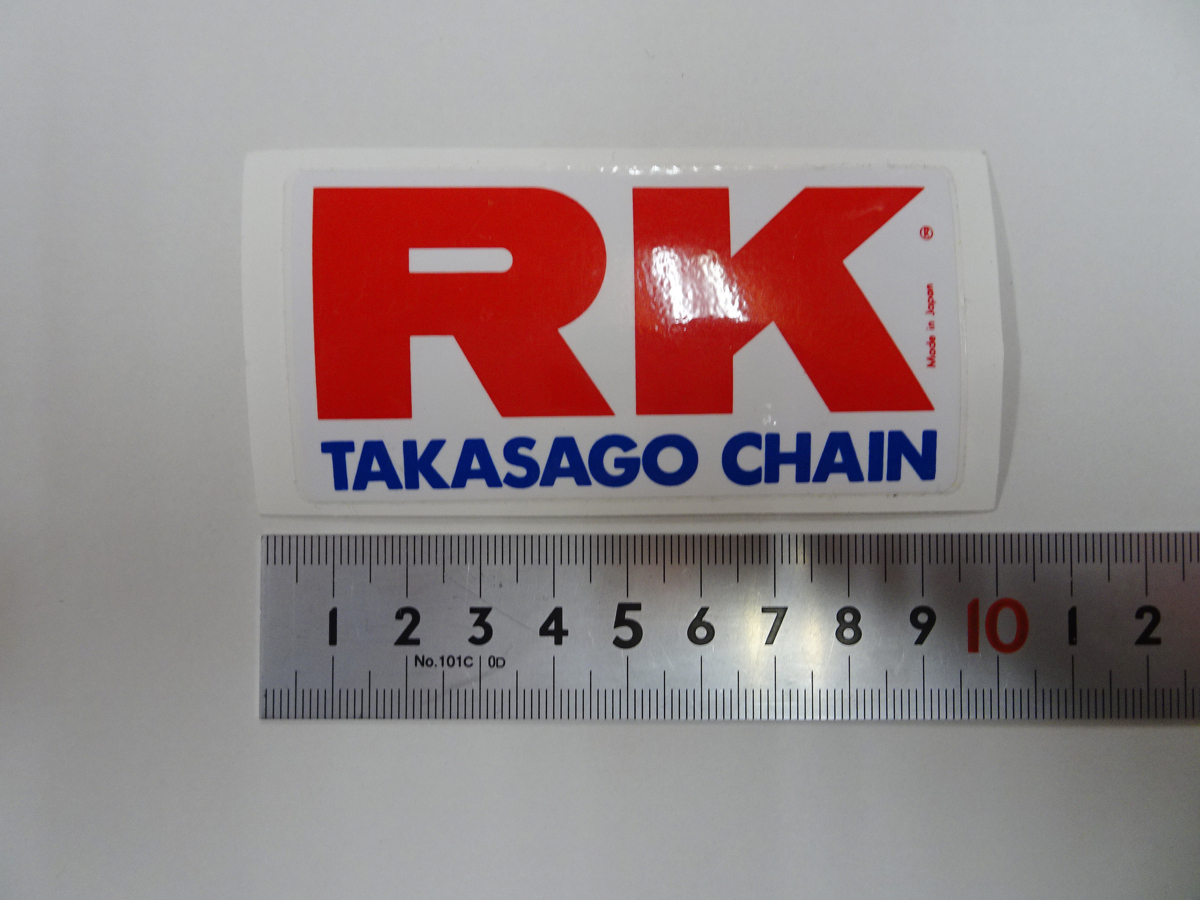 RK
TAKASAGO CHAIN
Made in Japan
1 2 3 4 5 6 7 8 9 10 1 2
No.101C 0D